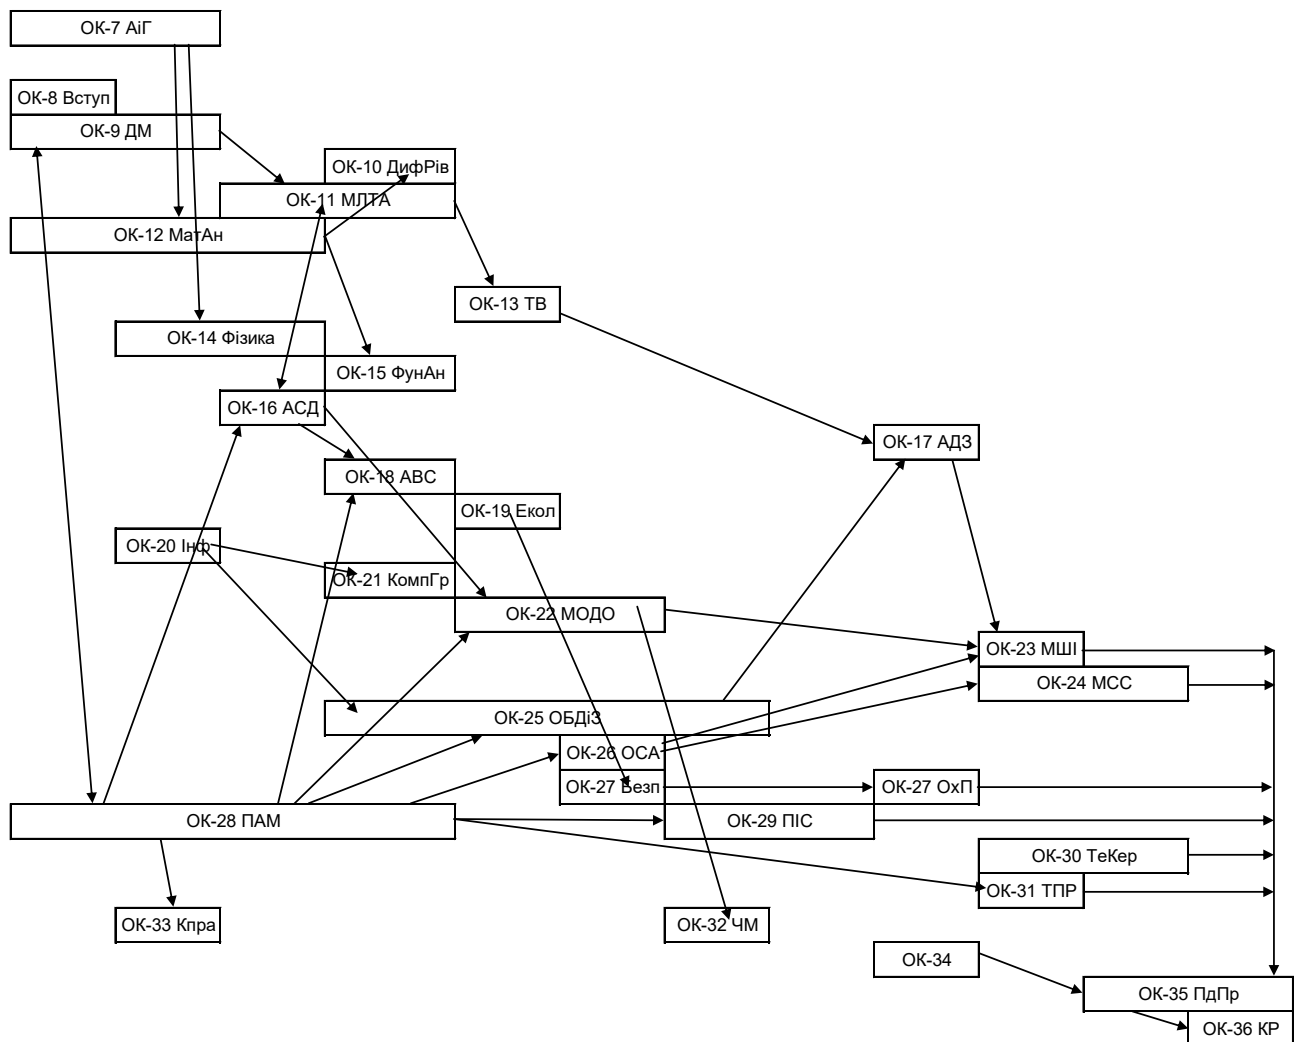 ОК-7 АіГ
ОК-8 Вступ
ОК-9 ДМ
ОК-10 ДифРів
ОК-11 МЛТА
ОК-12 МатАн
ОК-13 ТВ
ОК-14 Фізика
ОК-15 ФунАн
ОК-16 АСД
ОК-17 АДЗ
ОК-18 АВС
ОК-19 Екол
ОК-20 Інф
ОК-21 КомпГр
ОК-22 МОДО
ОК-23 МШІ
ОК-24 МСС
ОК-25 ОБДіЗ
ОК-26 ОСА
ОК-27 Безп
ОК-27 ОхП
ОК-28 ПАМ
ОК-29 ПІС
ОК-30 ТеКер
ОК-31 ТПР
ОК-33 Кпра
ОК-32 ЧМ
ОК-34
ОК-35 ПдПр
ОК-36 КР